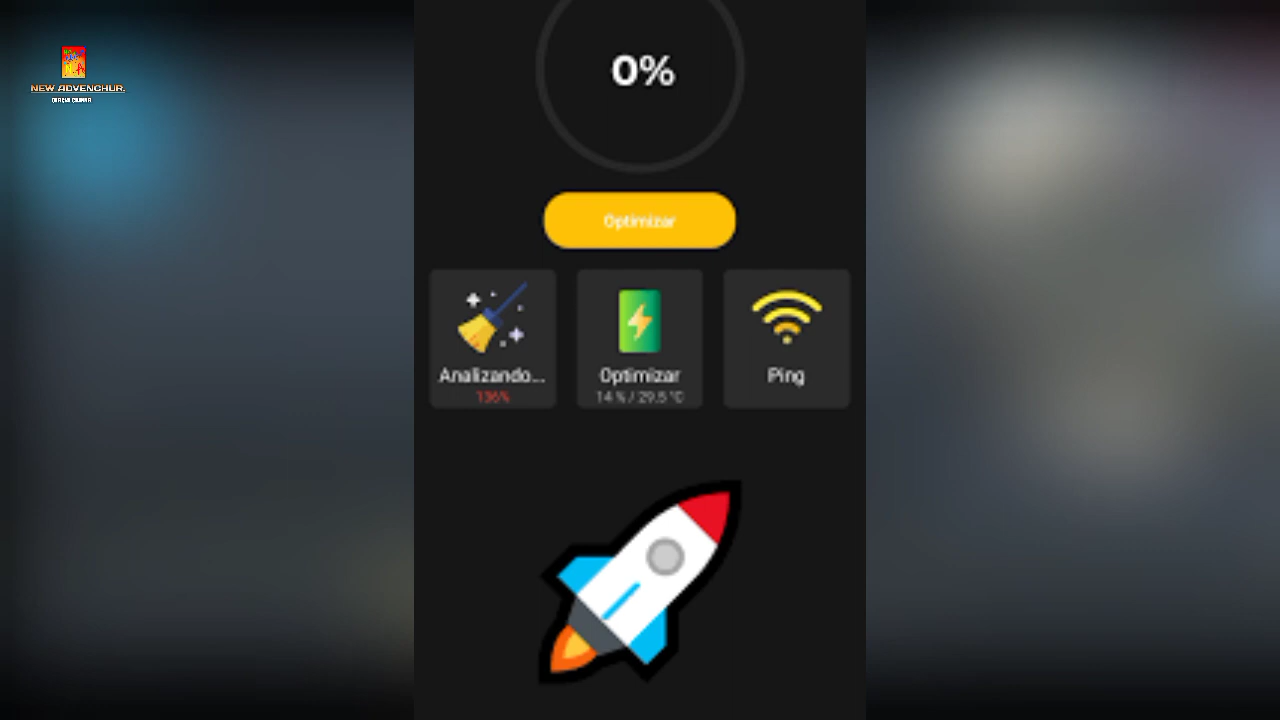 NEW ADVENCHUR.
0%
Optimizar
Analizando...
136%
Optimizar
14 % / 29.5 °C
Ping